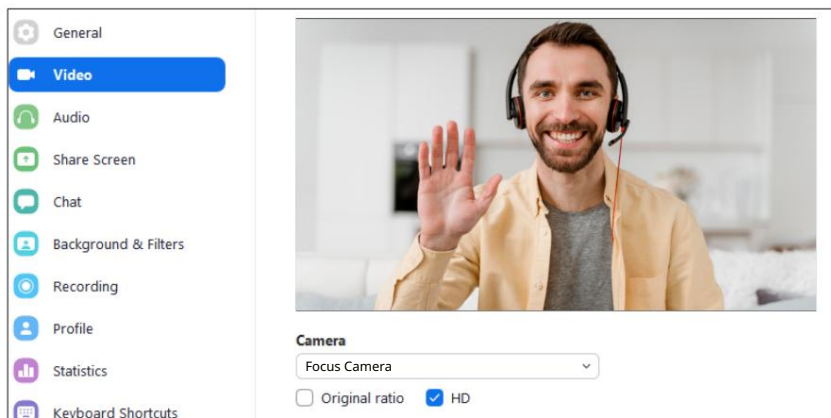 General
Video
Audio
Share Screen
Chat
Background & Filters
Recording
Profile
Statistics
Keyboard Shortcuts
Camera
Focus Camera
Original ratio HD